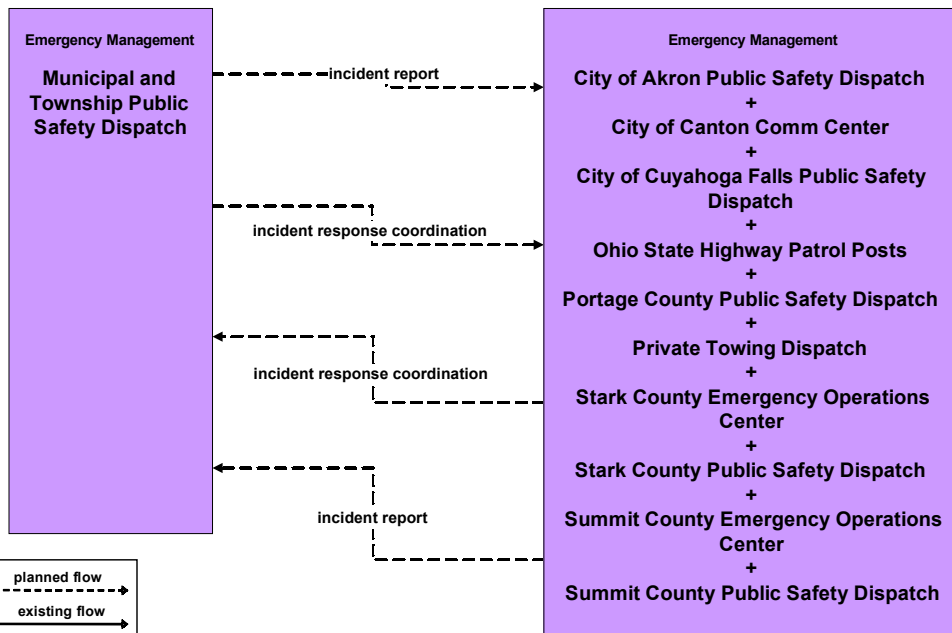 Emergency Management
Municipal and
Township Public
Safety Dispatch
incident report
incident response coordination
incident response coordination
incident report
Emergency Management
City of Akron Public Safety Dispatch
+
City of Canton Comm Center
+
City of Cuyahoga Falls Public Safety
Dispatch
+
Ohio State Highway Patrol Posts
+
Portage County Public Safety Dispatch
+
Private Towing Dispatch
+
Stark County Emergency Operations
Center
+
Stark County Public Safety Dispatch
+
Summit County Emergency Operations
Center
+
Summit County Public Safety Dispatch
planned flow
existing flow